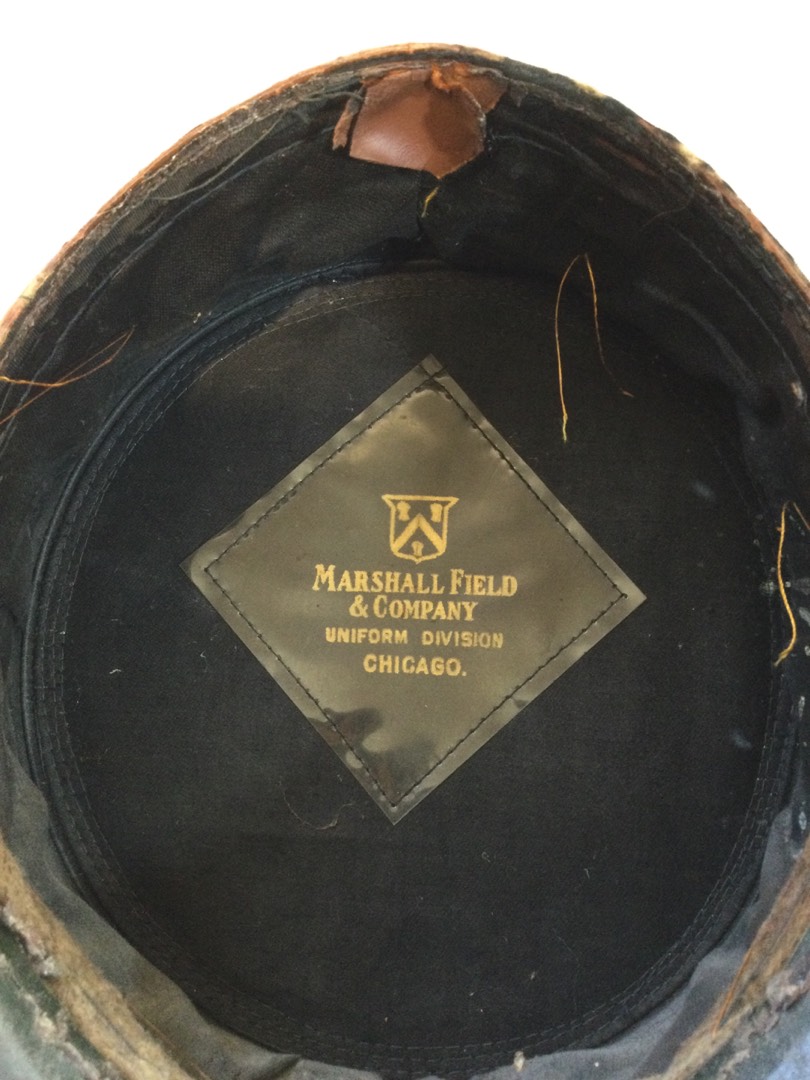 MARSHALL FIELD
& COMPANY
UNIFORM DIVISION
CHICAGO.